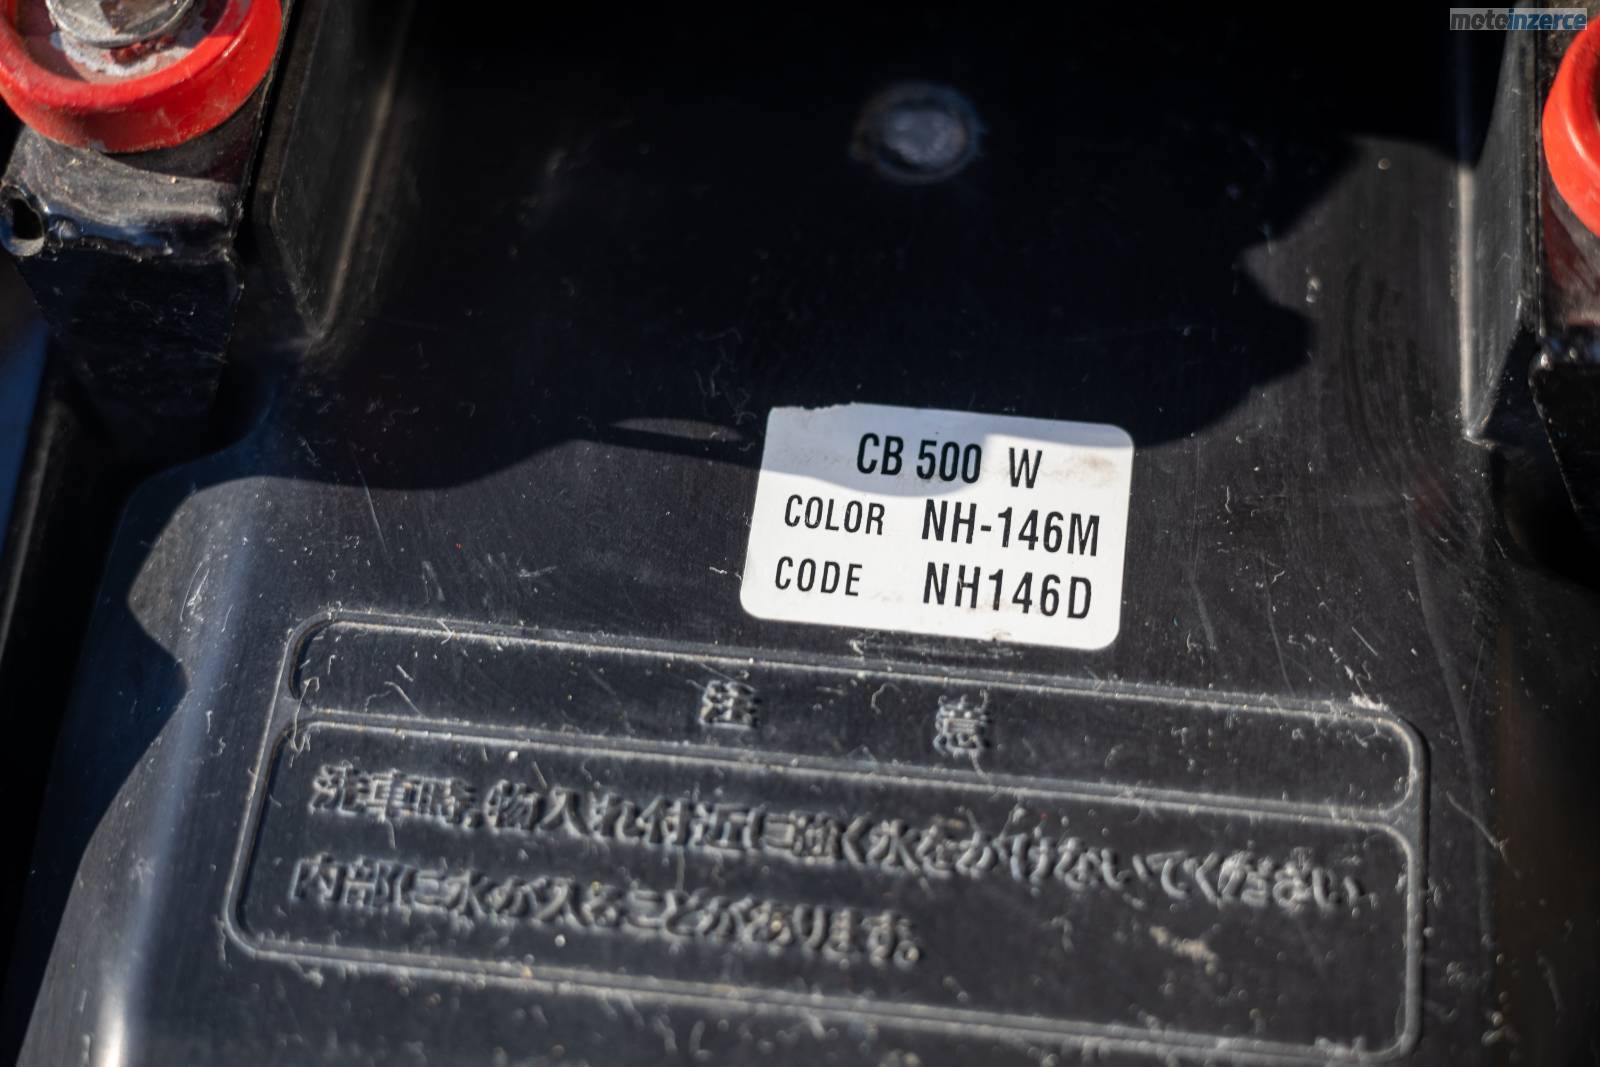 motoinzerce
CB 500 W
COLOR NH-146M
CODE NH146D
注意
洗車時,物入れ付近に強く水をかけないでください
内部に水が入ることがあります。